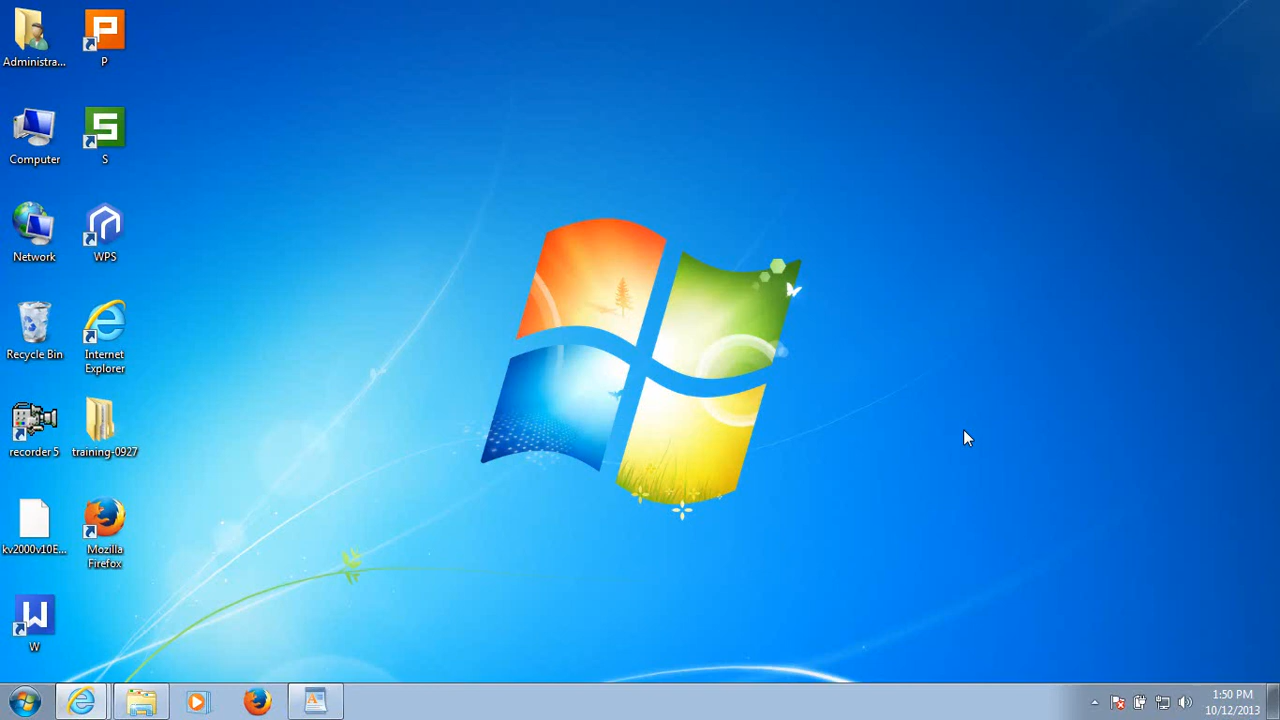 Administra...
P
Computer
S
Network
WPS
Recycle Bin
Internet
Explorer
recorder 5
training-0927
kv2000v10E...
Mozilla
Firefox
W
W
1:50 PM
10/12/2013